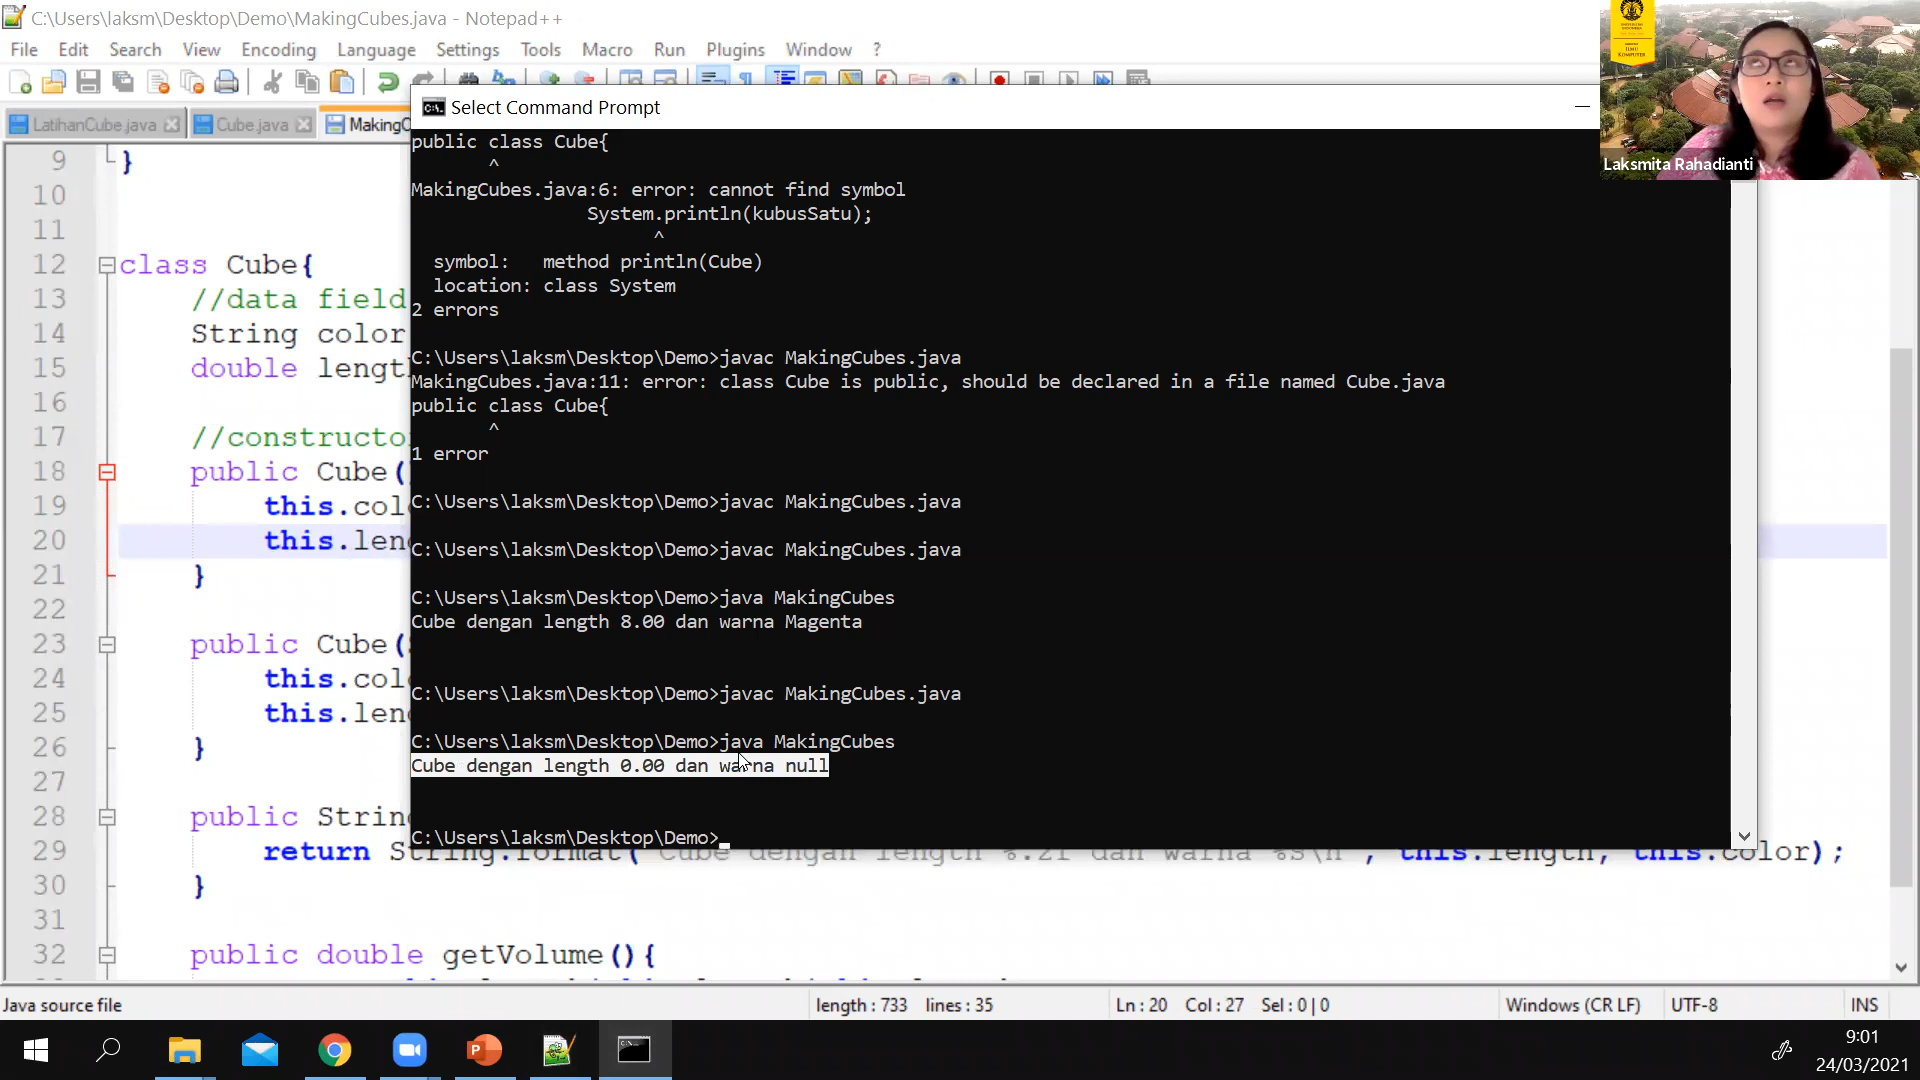 C:\Users\laksm\Desktop\Demo\MakingCubes.java - Notepad++
File Edit Search View Encoding Language Settings Tools Macro Run Plugins Window ?
LatihanCube.java Cube.java MakingC
Select Command Prompt
Laksmita Rahadianti
public class Cube{
^
MakingCubes.java:6: error: cannot find symbol
System.println(kubusSatu);
^
symbol: method println(Cube)
location: class System
2 errors
C:\Users\laksm\Desktop\Demo>javac MakingCubes.java
MakingCubes.java:11: error: class Cube is public, should be declared in a file named Cube.java
public class Cube{
^
1 error
C:\Users\laksm\Desktop\Demo>javac MakingCubes.java
C:\Users\laksm\Desktop\Demo>javac MakingCubes.java
C:\Users\laksm\Desktop\Demo>java MakingCubes
Cube dengan length 8.00 dan warna Magenta
C:\Users\laksm\Desktop\Demo>javac MakingCubes.java
C:\Users\laksm\Desktop\Demo>java MakingCubes
Cube dengan length 0.00 dan warna null
C:\Users\laksm\Desktop\Demo>
9 }
10
11
12 class Cube{
13 //data field
14 String color
15 double lengt
16
17 //constructo
18 public Cube(
19 this.col
20 this.len
21 }
22
23 public Cube(
24 this.col
25 this.len
26 }
27
28 public Strin
29 return String.format("Cube dengan length %.2f dan warna %s\n", this.length, this.color);
30 }
31
32 public double getVolume(){
Java source file length : 733 lines : 35 Ln : 20 Col : 27 Sel : 0 | 0 Windows (CR LF) UTF-8 INS
9:01
24/03/2021